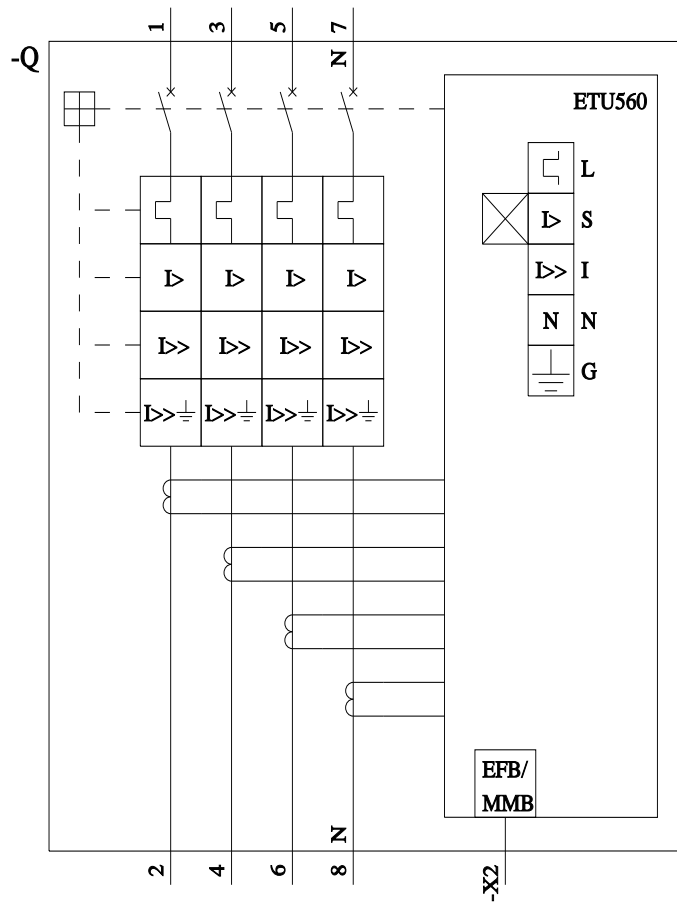 1 3 5 7
N
-Q
ETU560
L
I> S
I>> I
N N
G
I> I> I> I>
I>> I>> I>> I>>
I>> I>> I>> I>>
EFB/
MMB
N
2 4 6 8
-X2